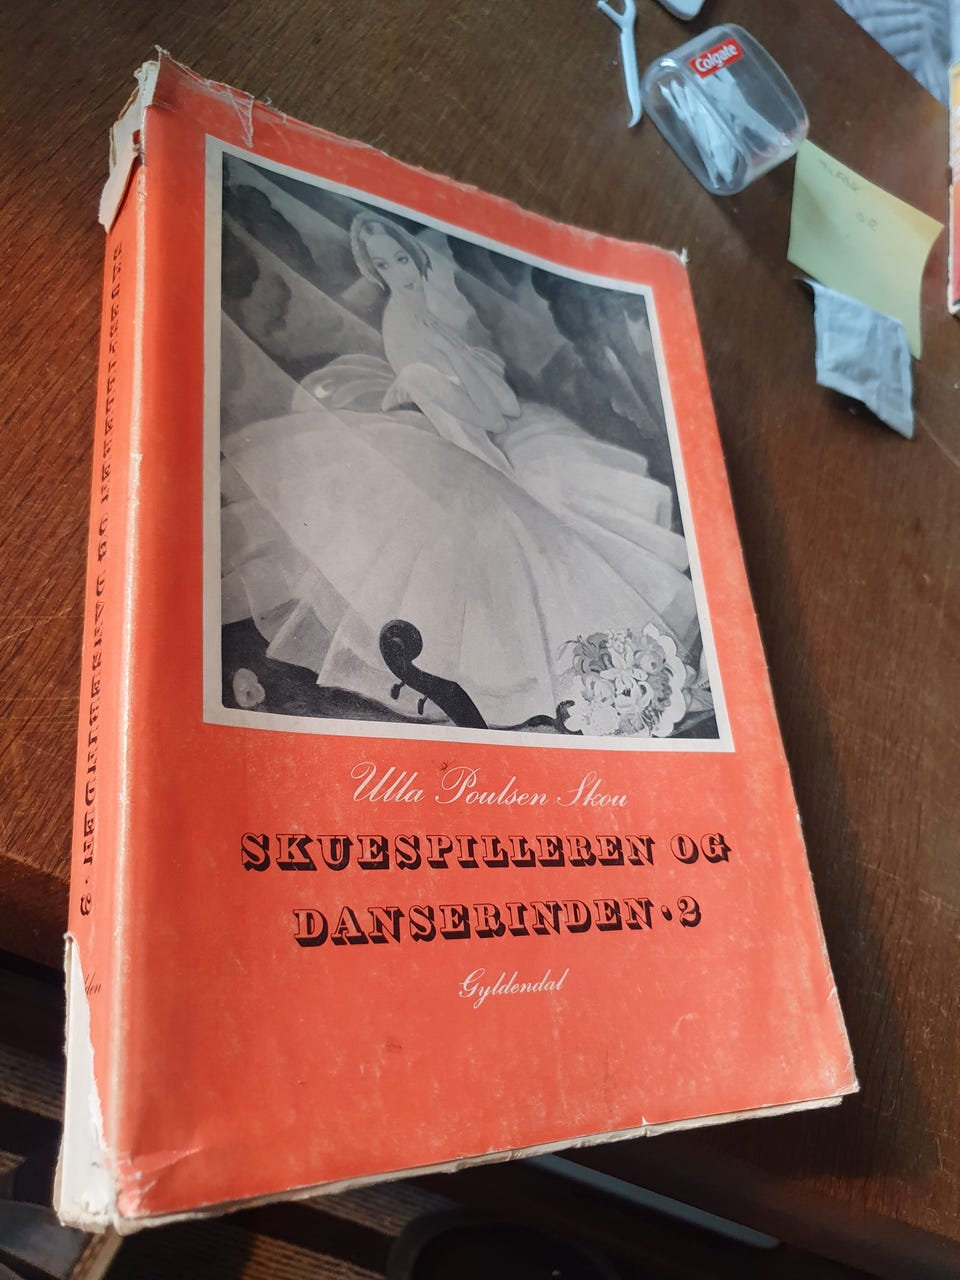 Ulla Poulsen Skou
SKUESPILLEREN OG
DANSERINDEN · 2
Gyldendal
SKUESPILLEREN OG DANSERINDEN · 2
Colgate